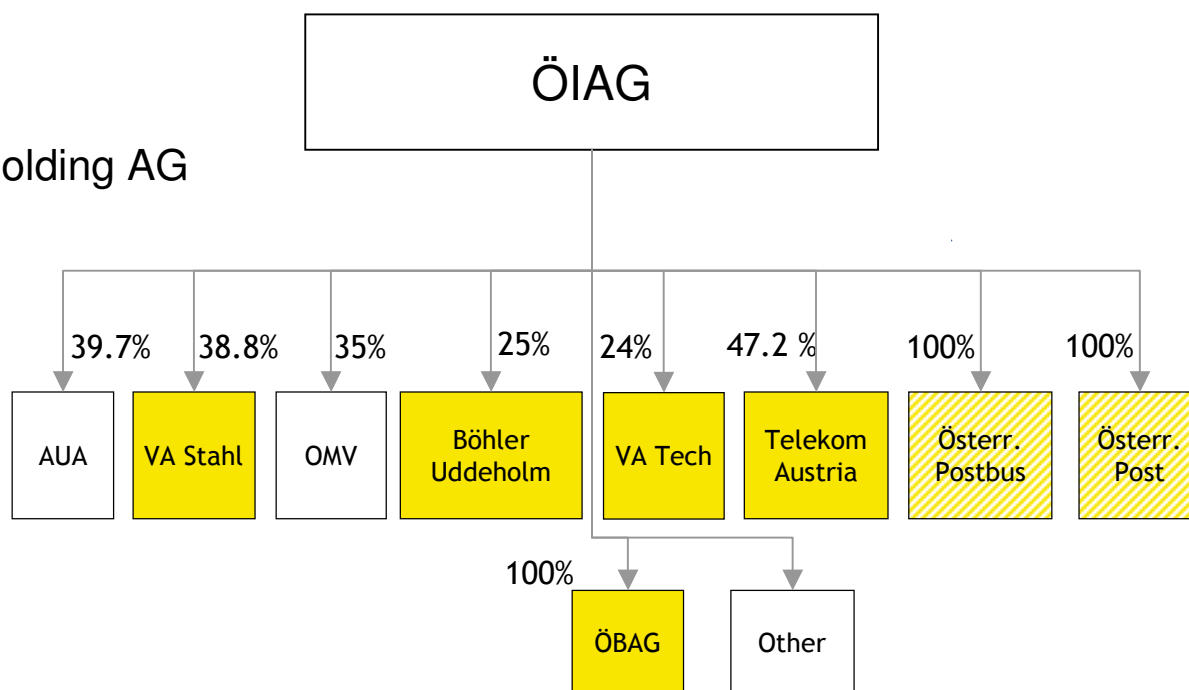 ÖIAG
olding AG
39.7% 38.8% 35% 25% 24% 47.2 % 100% 100%
AUA
VA Stahl
OMV
Böhler
Uddeholm
VA Tech
Telekom
Austria
Österr.
Postbus
Österr.
Post
100%
ÖBAG
Other